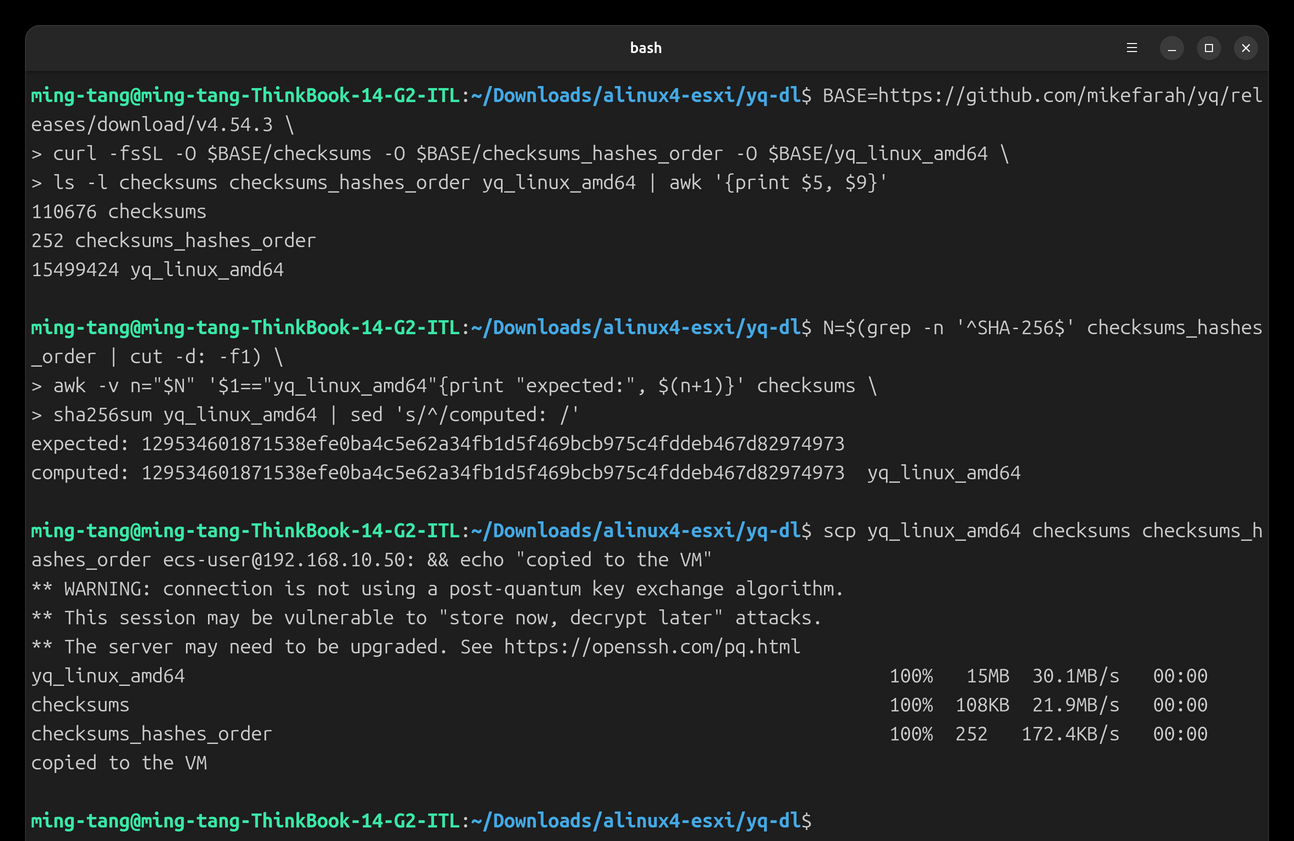 bash
ming-tang@ming-tang-ThinkBook-14-G2-ITL:~/Downloads/alinux4-esxi/yq-dl$ BASE=https://github.com/mikefarah/yq/rel
eases/download/v4.54.3 \
> curl -fsSL -O $BASE/checksums -O $BASE/checksums_hashes_order -O $BASE/yq_linux_amd64 \
> ls -l checksums checksums_hashes_order yq_linux_amd64 | awk '{print $5, $9}'
110676 checksums
252 checksums_hashes_order
15499424 yq_linux_amd64
ming-tang@ming-tang-ThinkBook-14-G2-ITL:~/Downloads/alinux4-esxi/yq-dl$ N=$(grep -n '^SHA-256$' checksums_hashes
_order | cut -d: -f1) \
> awk -v n="$N" '$1=="yq_linux_amd64"{print "expected:", $(n+1)}' checksums \
> sha256sum yq_linux_amd64 | sed 's/^/computed: /'
expected: 129534601871538efe0ba4c5e62a34fb1d5f469bcb975c4fddeb467d82974973
computed: 129534601871538efe0ba4c5e62a34fb1d5f469bcb975c4fddeb467d82974973  yq_linux_amd64
ming-tang@ming-tang-ThinkBook-14-G2-ITL:~/Downloads/alinux4-esxi/yq-dl$ scp yq_linux_amd64 checksums checksums_h
ashes_order ecs-user@192.168.10.50: && echo "copied to the VM"
** WARNING: connection is not using a post-quantum key exchange algorithm.
** This session may be vulnerable to "store now, decrypt later" attacks.
** The server may need to be upgraded. See https://openssh.com/pq.html
yq_linux_amd64 100% 15MB 30.1MB/s 00:00
checksums 100% 108KB 21.9MB/s 00:00
checksums_hashes_order 100% 252 172.4KB/s 00:00
copied to the VM
ming-tang@ming-tang-ThinkBook-14-G2-ITL:~/Downloads/alinux4-esxi/yq-dl$